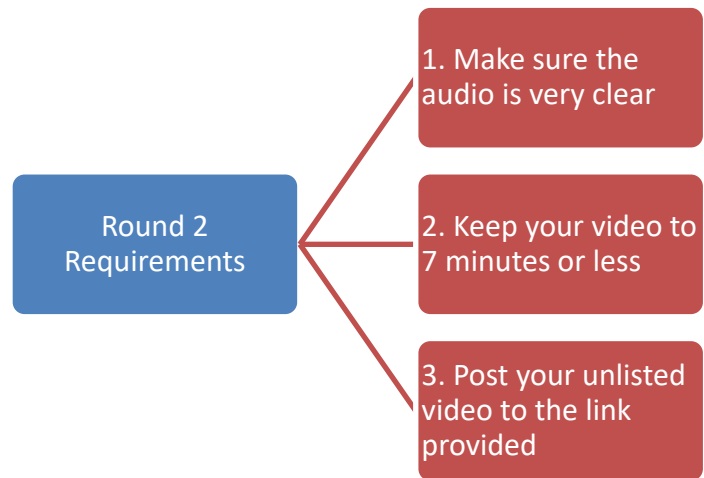 Round 2
Requirements
1. Make sure the
audio is very clear
2. Keep your video to
7 minutes or less
3. Post your unlisted
video to the link
provided